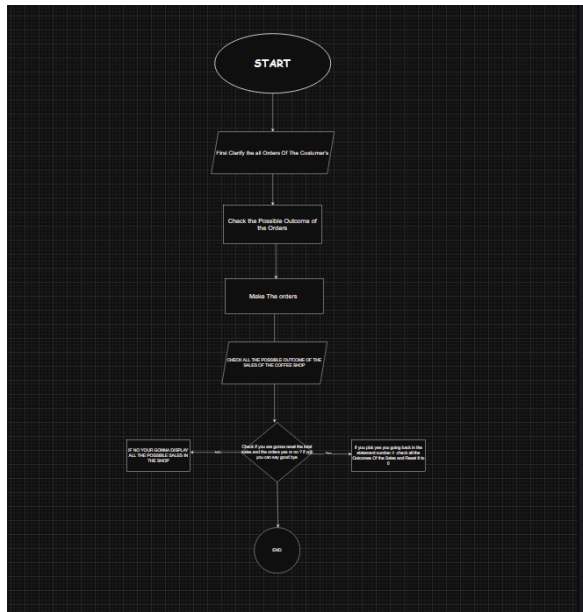 START
First Clarify the all Orders Of The Costumer's
Check the Possible Outcome of
the Orders
Make The orders
CHECK ALL THE POSSIBLE OUTCOME OF THE
SALES OF THE COFFEE SHOP
Check if you are gonna reset the total
sales and the orders yes or no ? If not
you can say good bye
IF NO YOUR GONNA DISPLAY
ALL THE POSSIBLE SALES IN
THE SHOP
NO
Yes
If you pick yes you going back in the
statement number 4 check all the
Outcomes Of the Sales and Reset it to
0
END